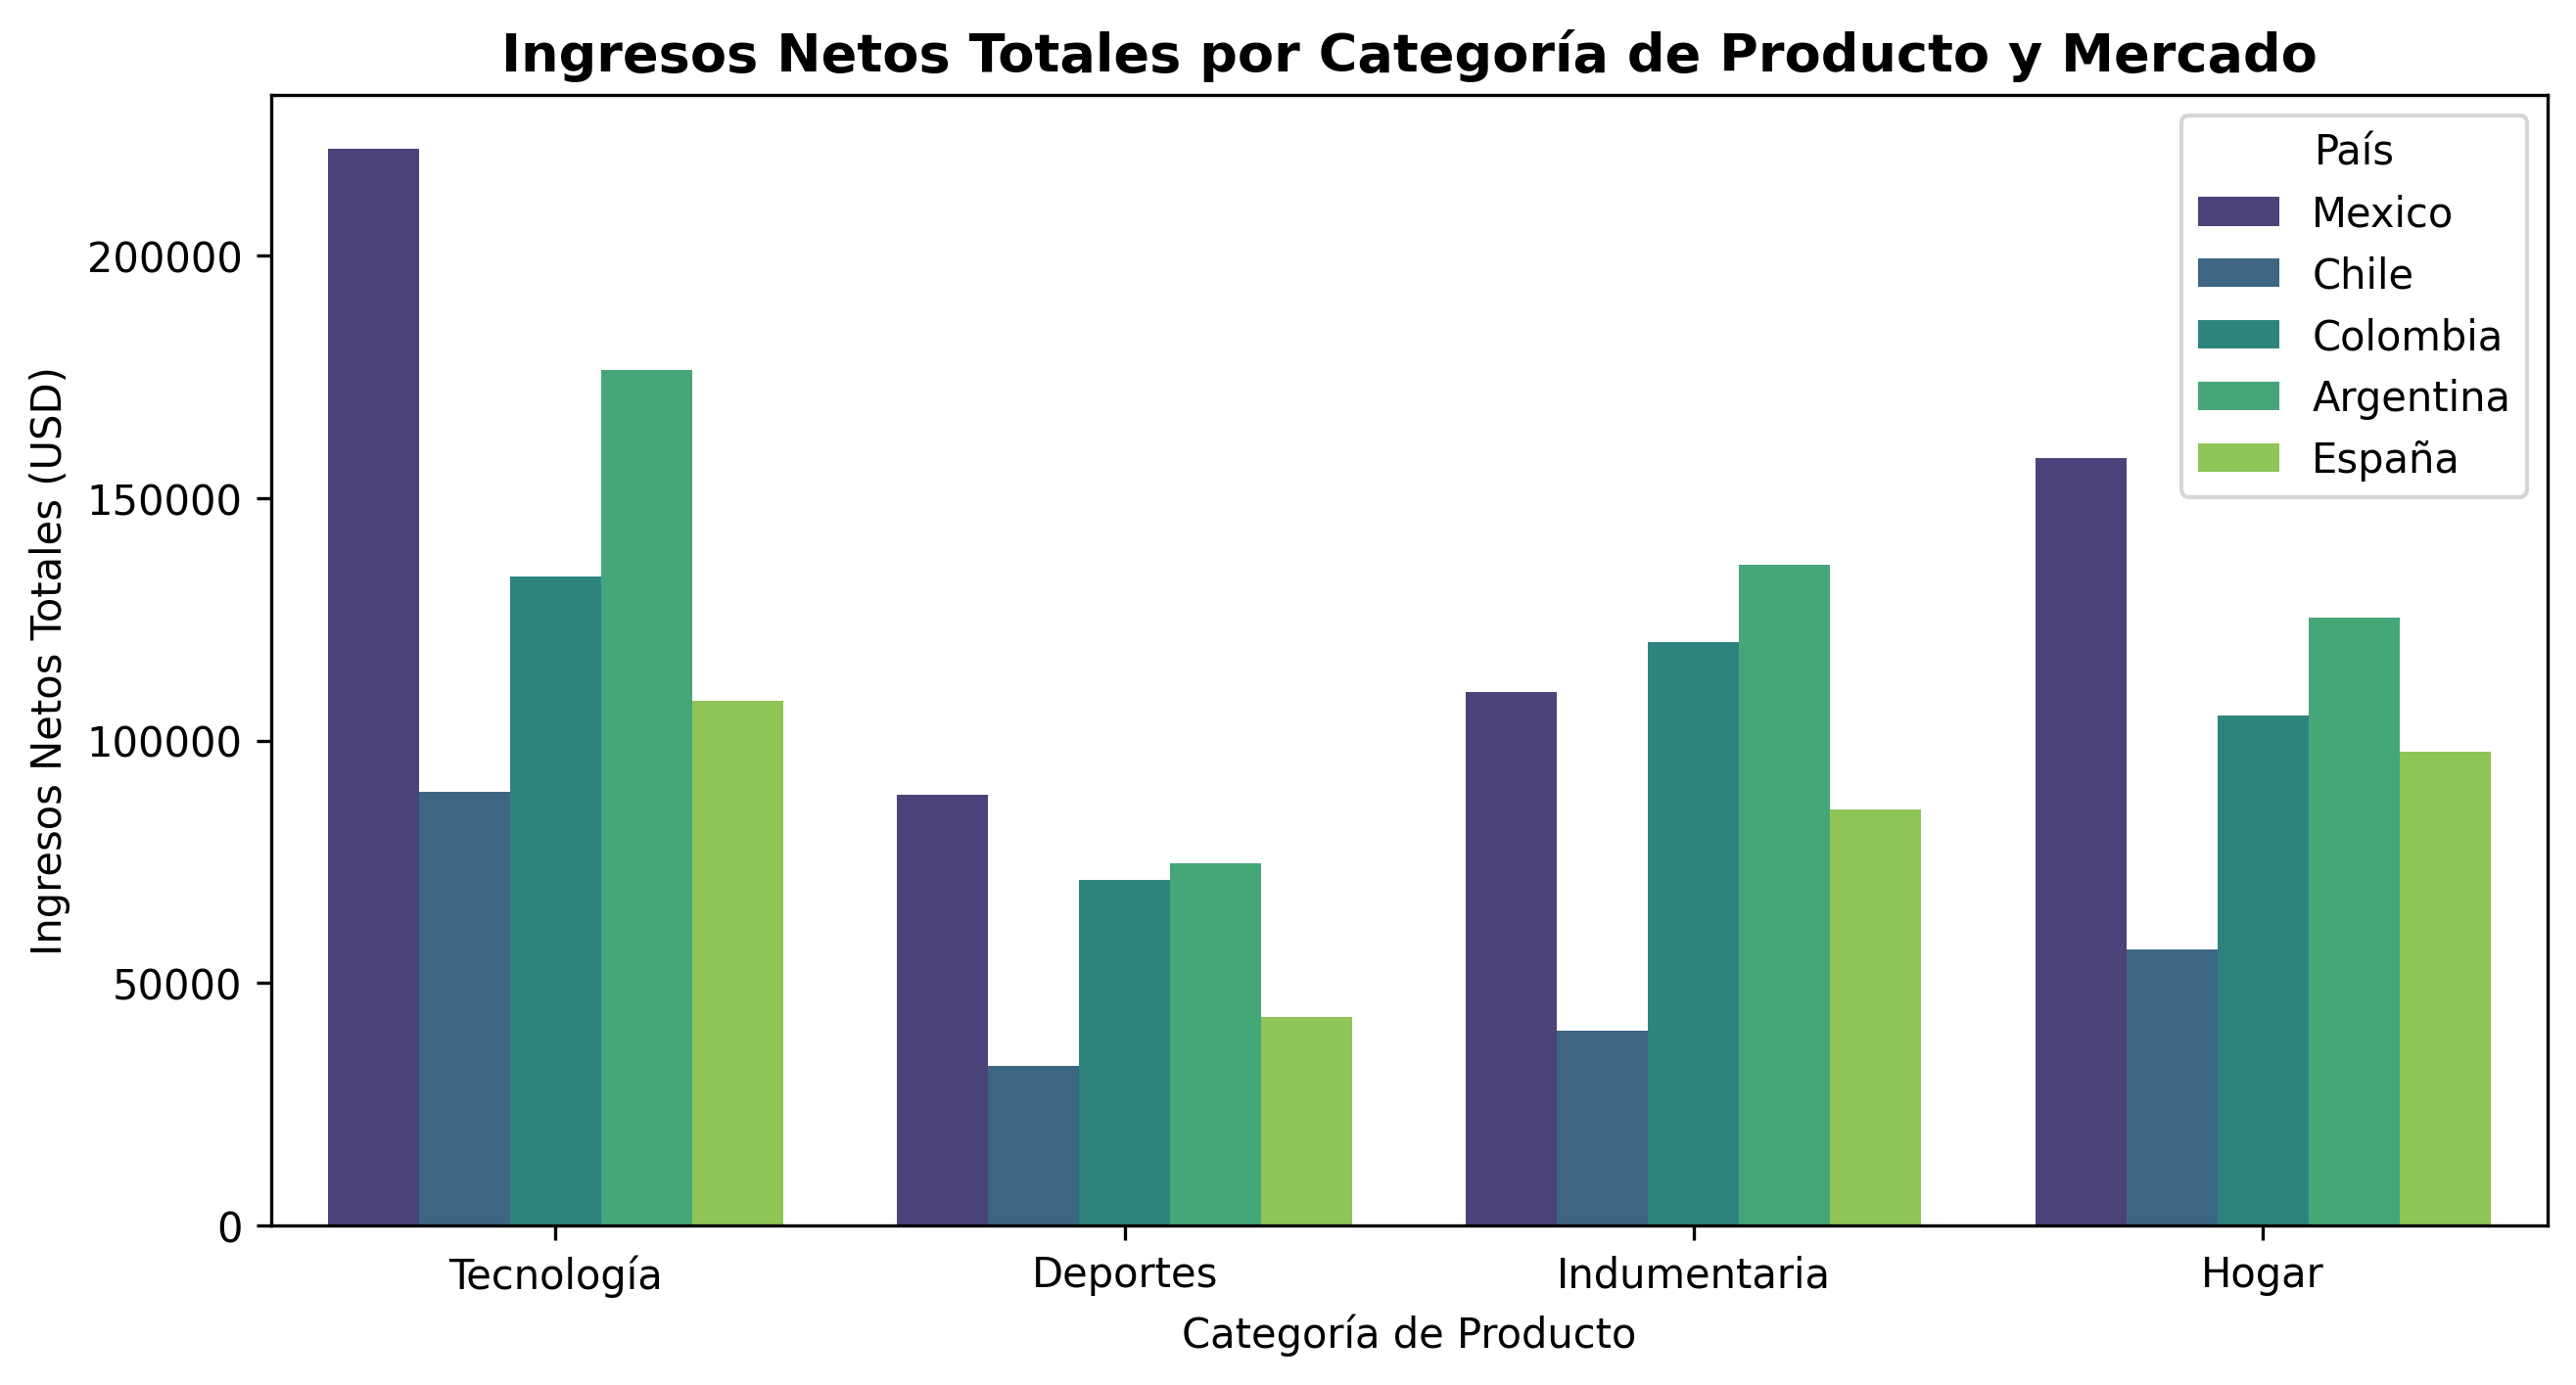 Ingresos Netos Totales por Categoría de Producto y Mercado
Ingresos Netos Totales (USD)
200000
150000
100000
50000
0
País
Mexico
Chile
Colombia
Argentina
España
Tecnología
Deportes
Indumentaria
Hogar
Categoría de Producto